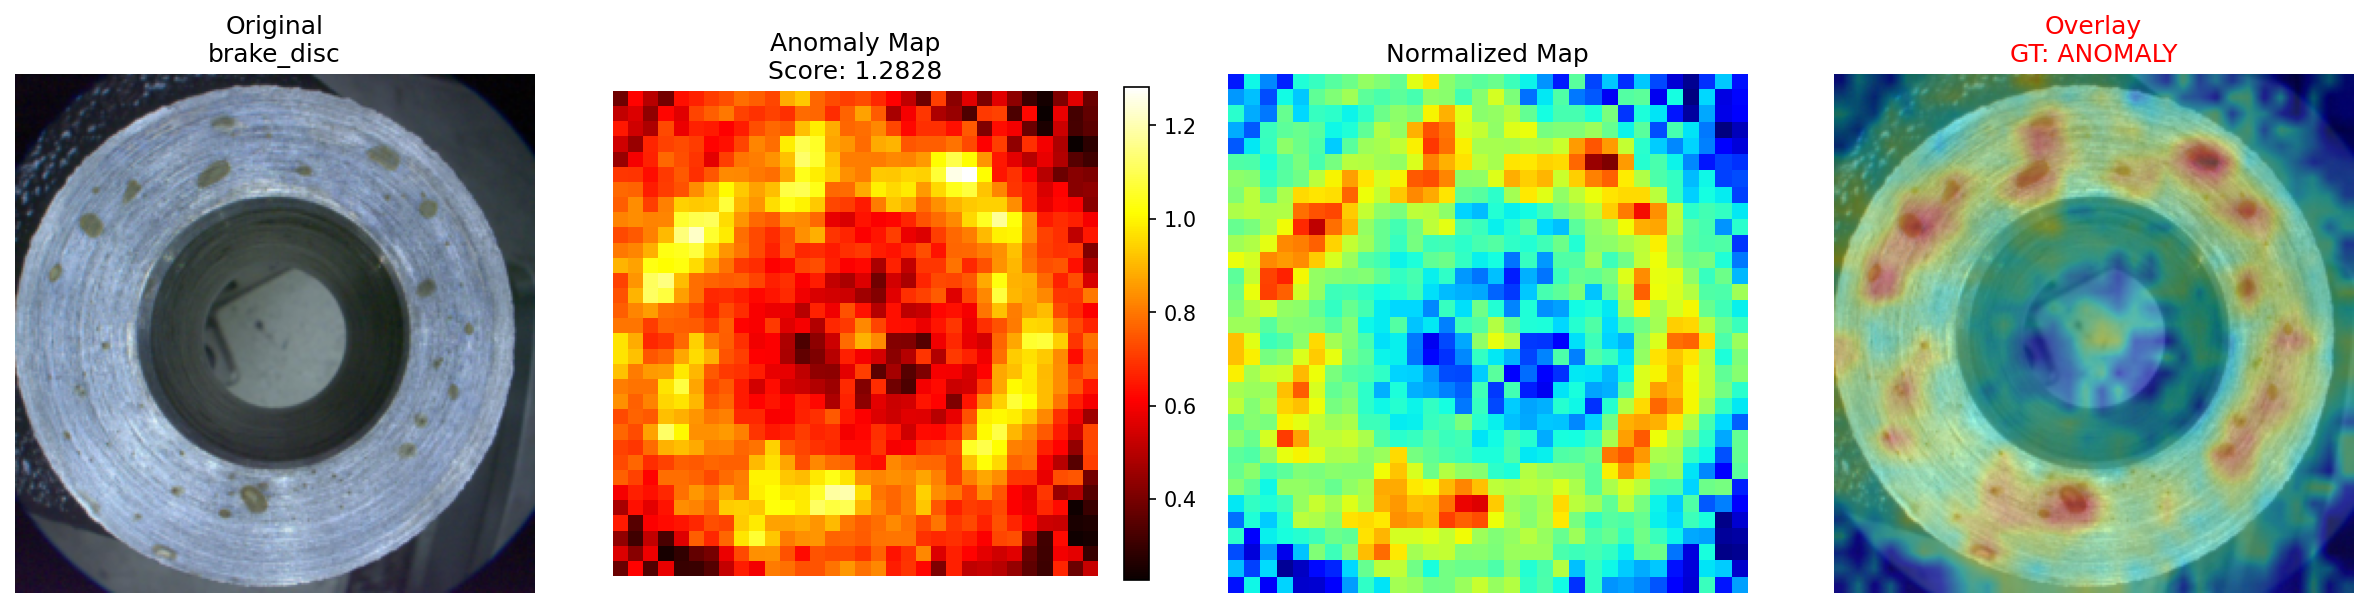 Original
brake_disc
Anomaly Map
Score: 1.2828
1.2
1.0
0.8
0.6
0.4
Normalized Map
Overlay
GT: ANOMALY